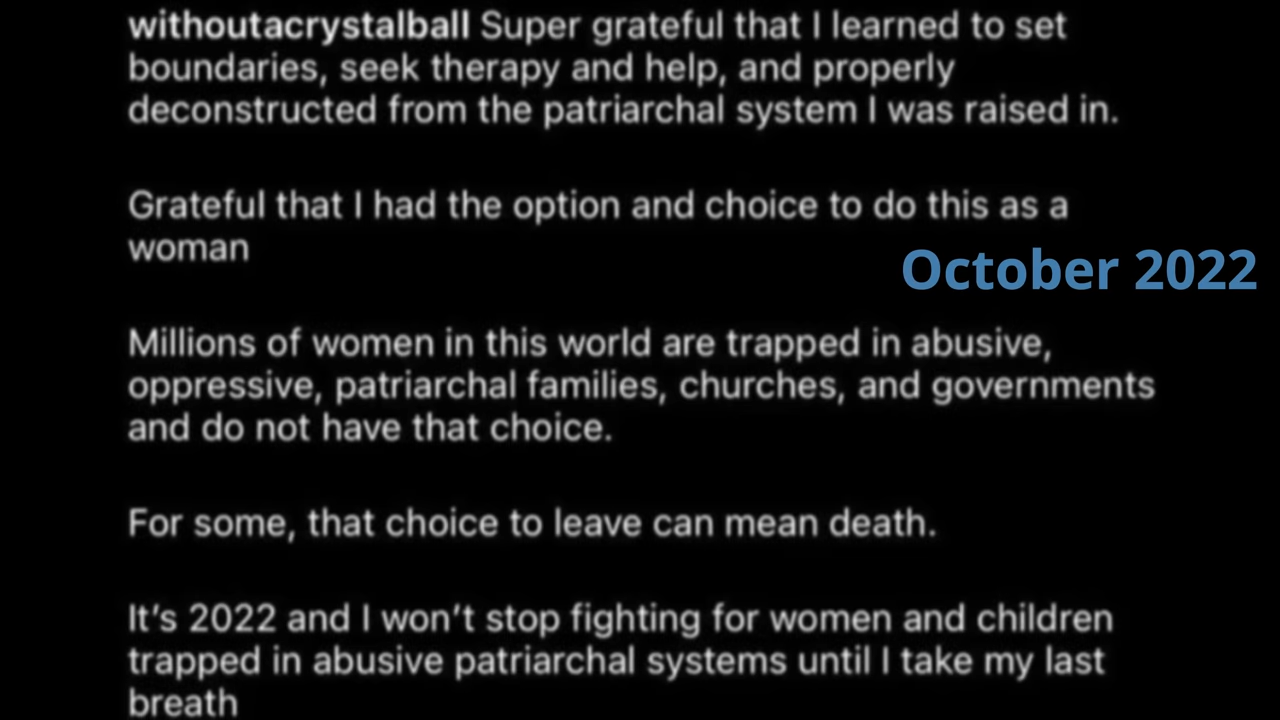 withoutacrystalball Super grateful that I learned to set
boundaries, seek therapy and help, and properly
deconstructed from the patriarchal system I was raised in.
Grateful that I had the option and choice to do this as a
woman
October 2022
Millions of women in this world are trapped in abusive,
oppressive, patriarchal families, churches, and governments
and do not have that choice.
For some, that choice to leave can mean death.
It’s 2022 and I won’t stop fighting for women and children
trapped in abusive patriarchal systems until I take my last
breath